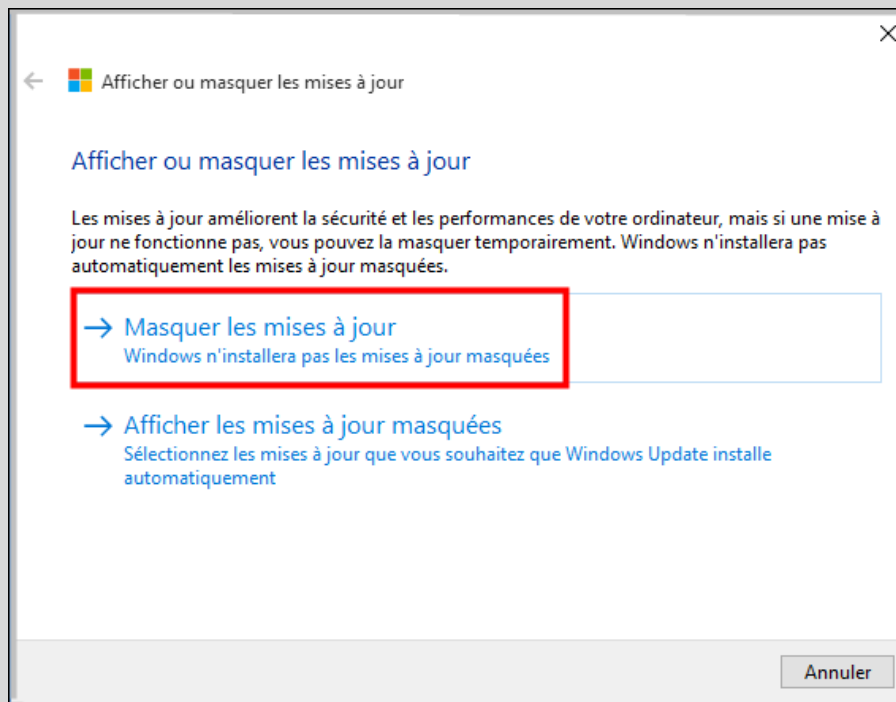 Afficher ou masquer les mises à jour
Afficher ou masquer les mises à jour
Les mises à jour améliorent la sécurité et les performances de votre ordinateur, mais si une mise à
jour ne fonctionne pas, vous pouvez la masquer temporairement. Windows n'installera pas
automatiquement les mises à jour masquées.
Masquer les mises à jour
Windows n'installera pas les mises à jour masquées
Afficher les mises à jour masquées
Sélectionnez les mises à jour que vous souhaitez que Windows Update installe
automatiquement
Annuler